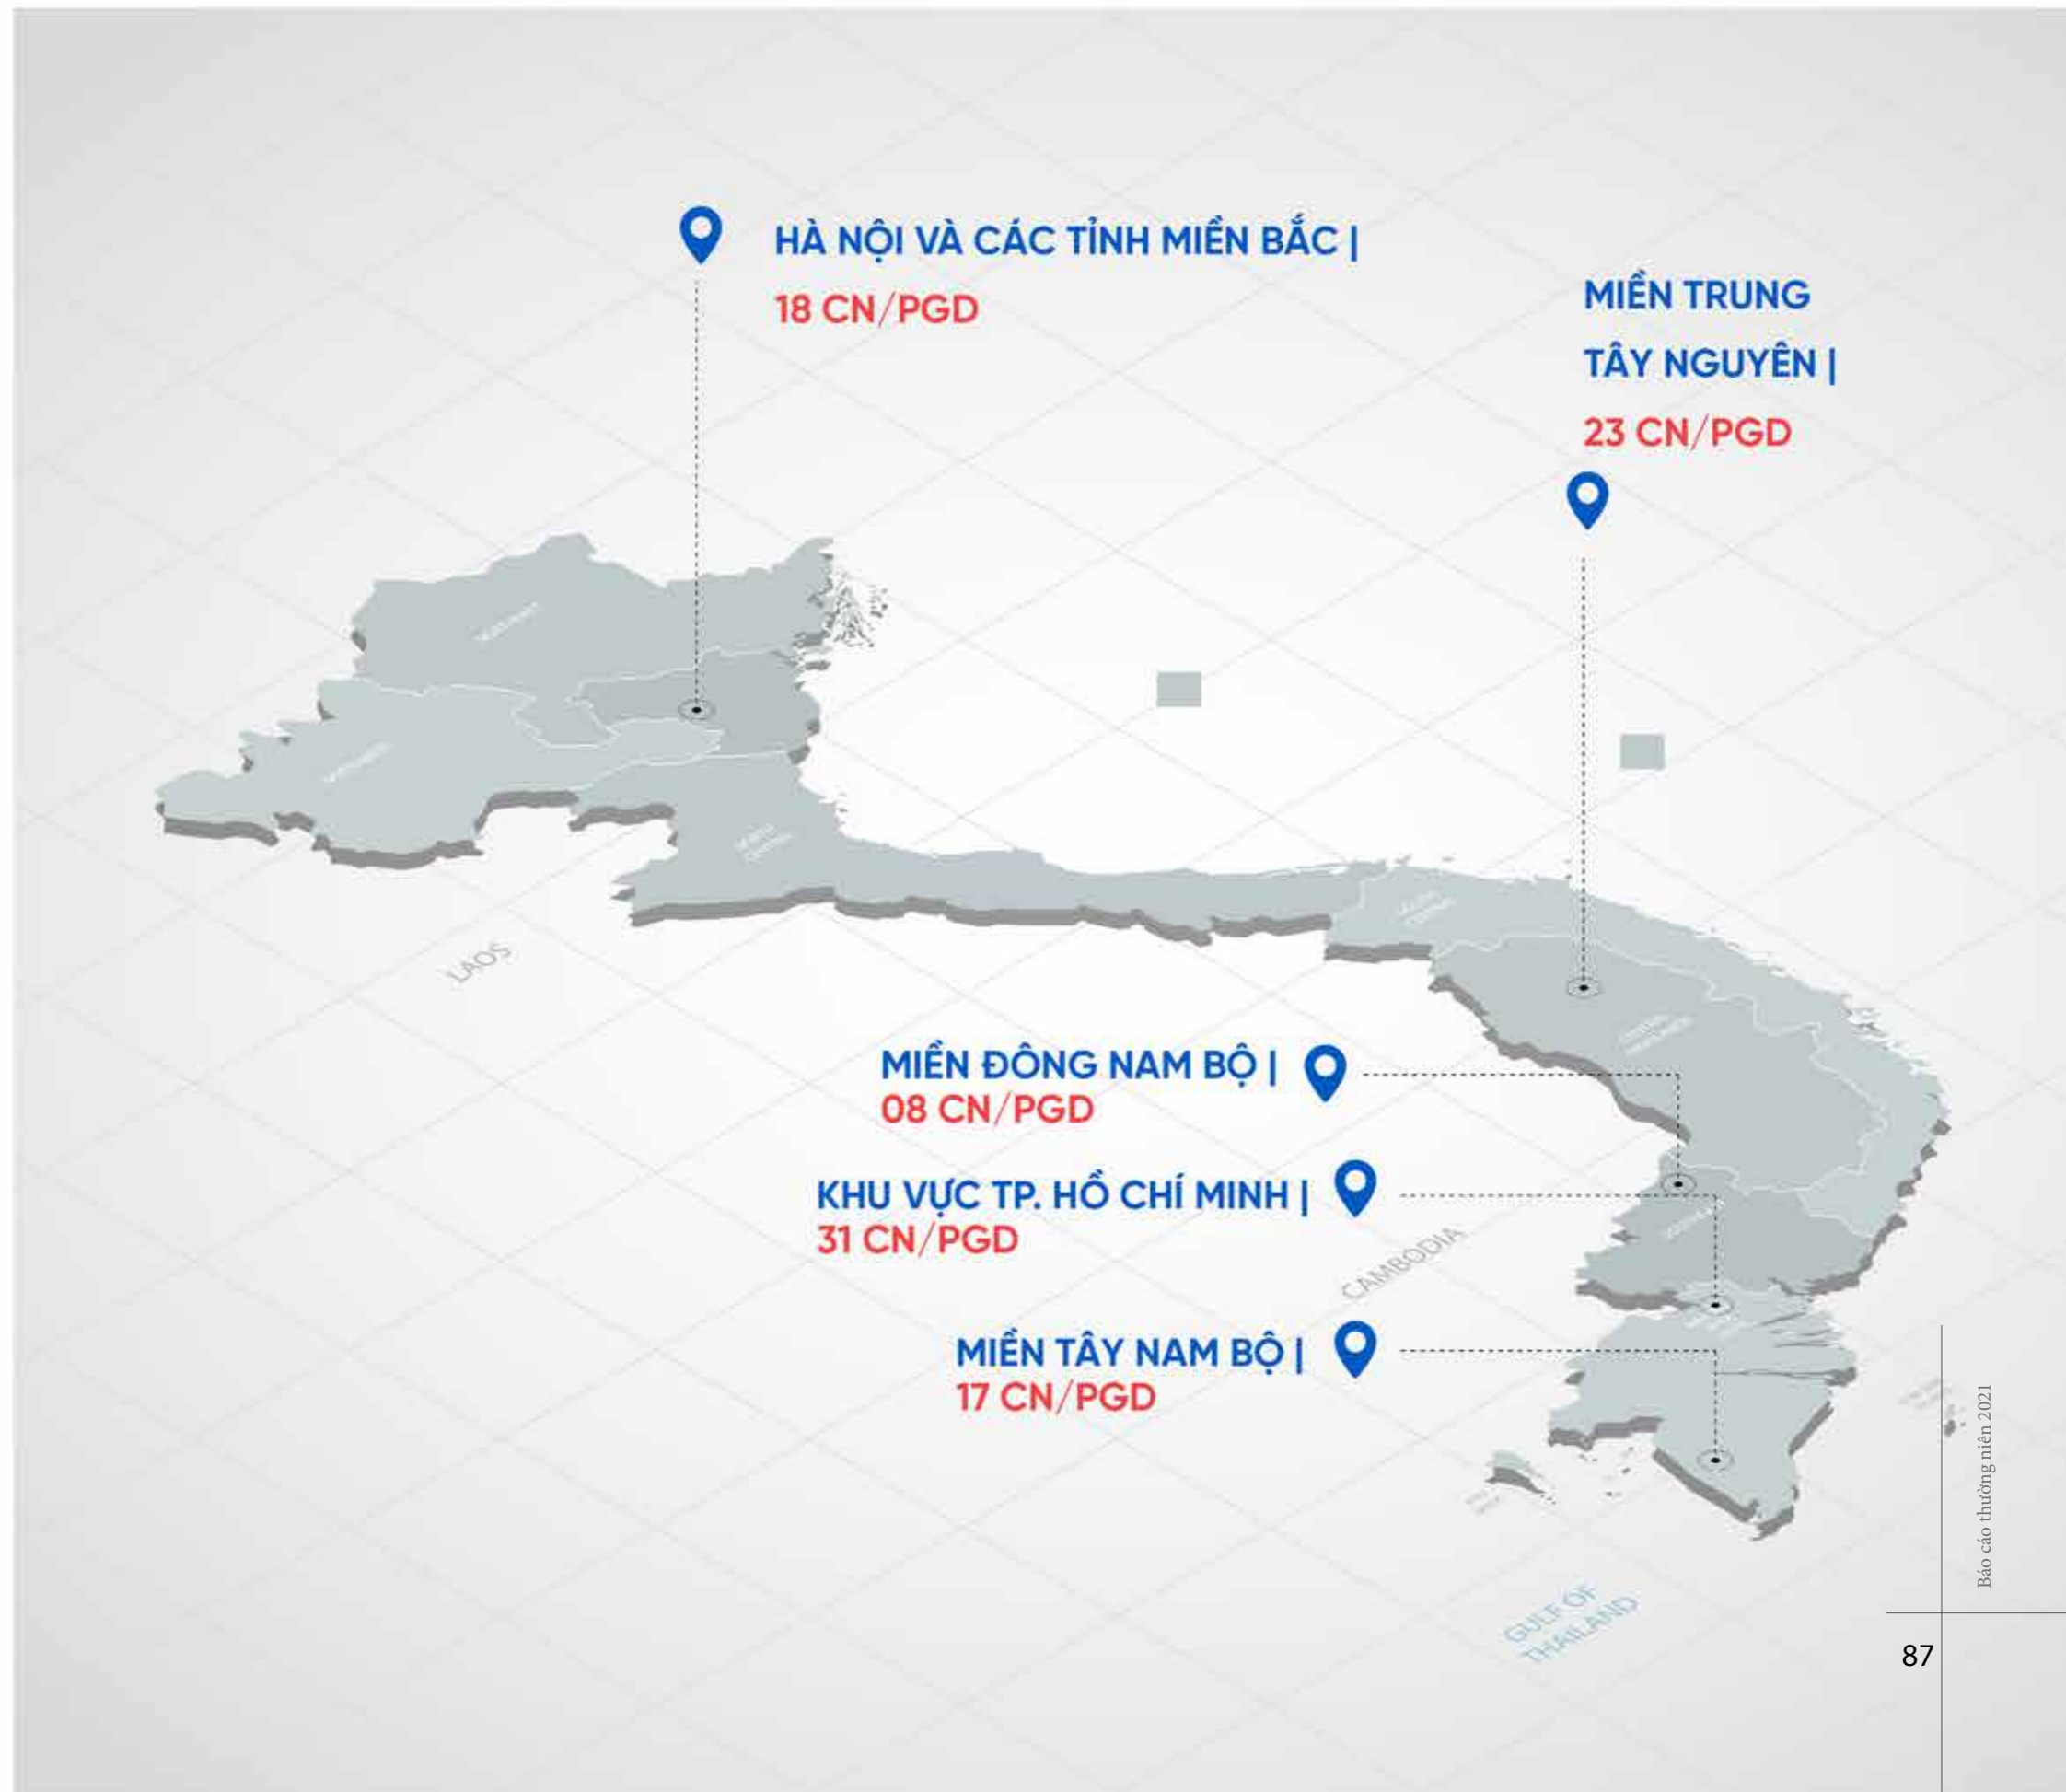 HÀ NỘI VÀ CÁC TỈNH MIỀN BẮC |
18 CN/PGD
MIỀN TRUNG
TÂY NGUYÊN |
23 CN/PGD
LAOS
MIỀN ĐÔNG NAM BỘ |
08 CN/PGD
KHU VỰC TP. HỒ CHÍ MINH |
31 CN/PGD
CAMBODIA
MIỀN TÂY NAM BỘ |
17 CN/PGD
GULF OF
THAILAND
Báo cáo thường niên 2021
87